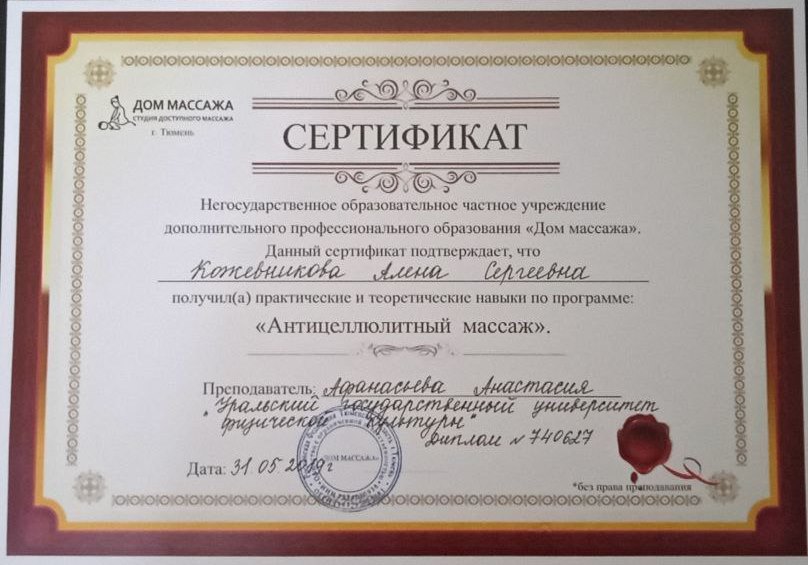 ДОМ МАССАЖА
СТУДИЯ ДОСТУПНОГО МАССАЖА
г. Тюмень
СЕРТИФИКАТ
Негосударственное образовательное частное учреждение
дополнительного профессионального образования «Дом массажа».
Данный сертификат подтверждает, что
Кожевникова Алена Сергеевна
получил(а) практические и теоретические навыки по программе:
«Антицеллюлитный массаж».
Преподаватель: Афанасьева Анастасия
"Уральский государственный университет
физической культуры"
диплом № 740627
Дата: 31 05 2019г
ДОМ МАССАЖА
*без права преподавания